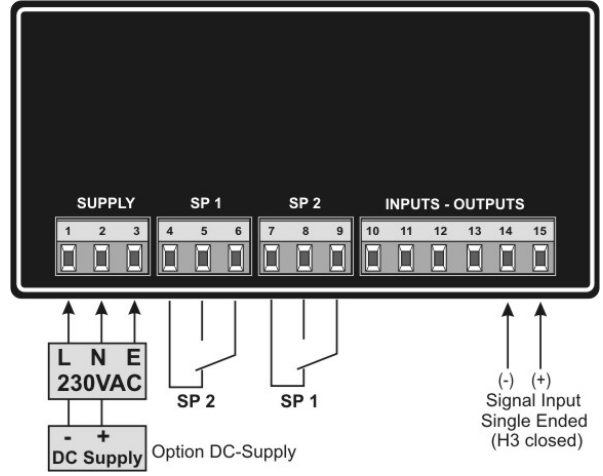 SUPPLY SP 1 SP 2 INPUTS - OUTPUTS
1 2 3 4 5 6 7 8 9 10 11 12 13 14 15
L N E
230VAC
SP 2 SP 1
- +
DC Supply
Option DC-Supply
(-) (+)
Signal Input
Single Ended
(H3 closed)